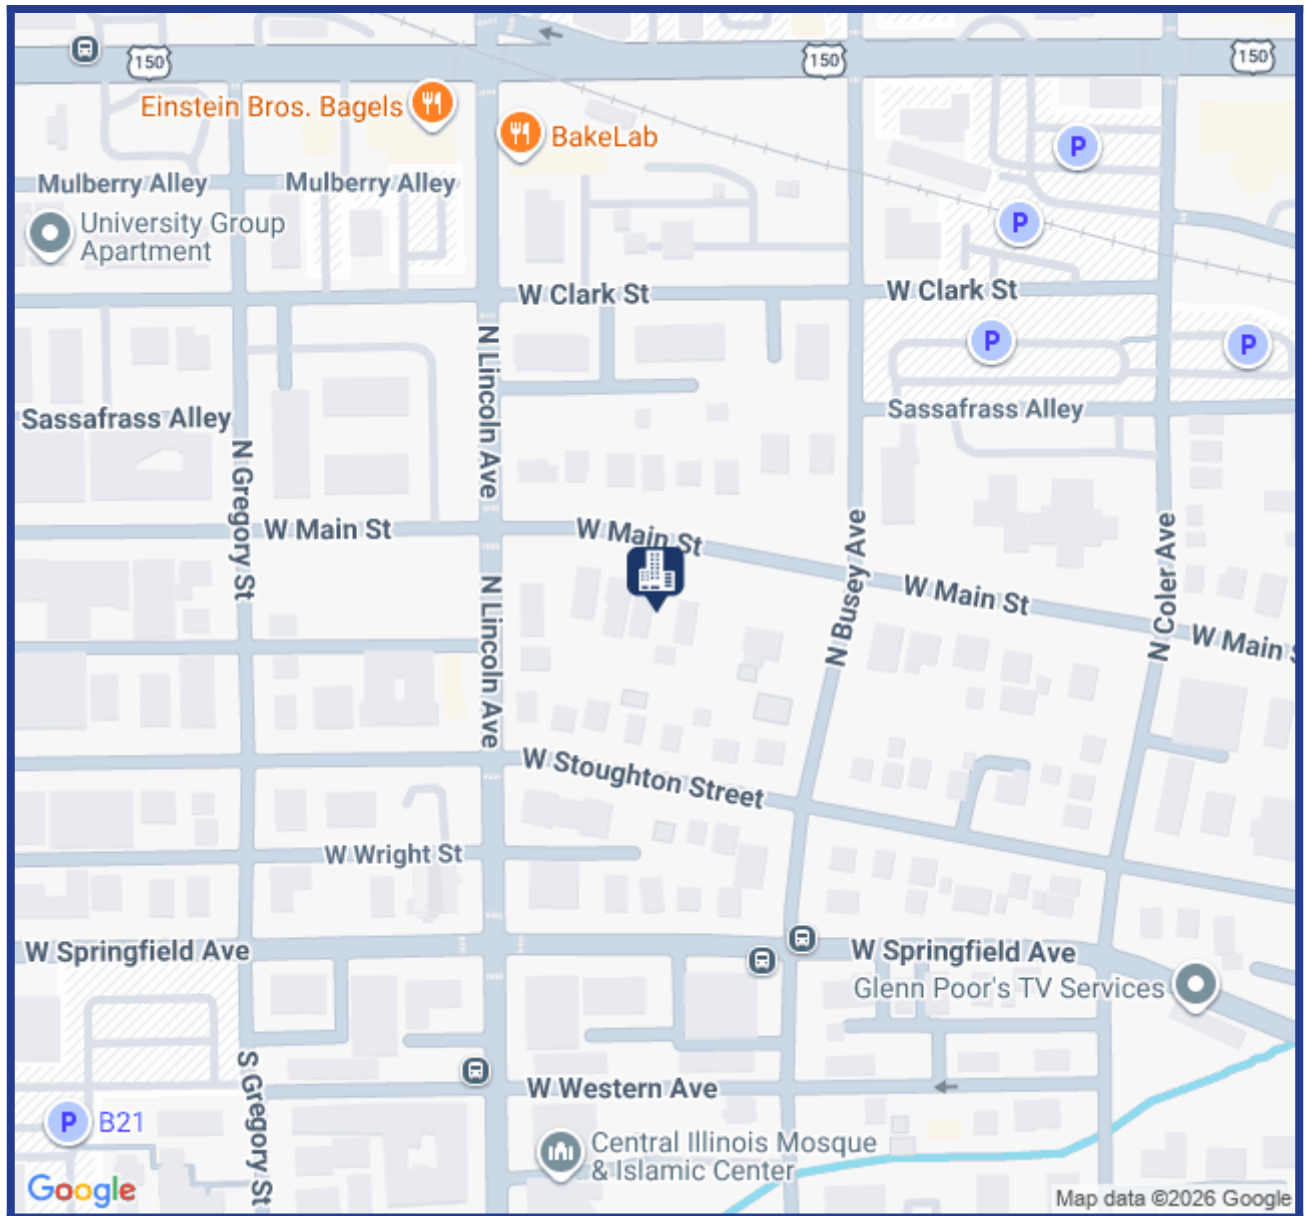 150
150
150
Einstein Bros. Bagels
BakeLab
P
Mulberry Alley
Mulberry Alley
University Group
Apartment
P
W Clark St
W Clark St
N Lincoln Ave
P
P
Sassafrass Alley
Sassafrass Alley
N Gregory St
W Main St
W Main St
N Busey Ave
N Coler Ave
W Main St
W Main S
N Lincoln Ave
W Stoughton Street
W Wright St
W Springfield Ave
W Springfield Ave
Glenn Poor's TV Services
S Gregory St
W Western Ave
P B21
Central Illinois Mosque
& Islamic Center
Google
Map data ©2026 Google